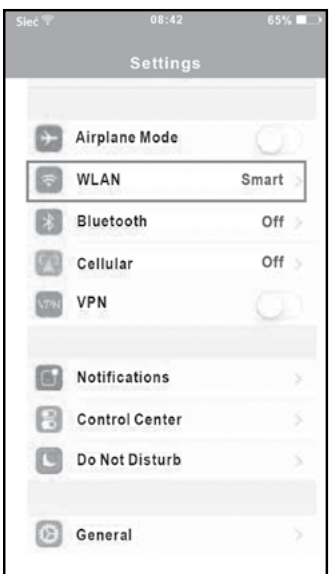 Sieć 08:42 65%
Settings
Airplane Mode
WLAN Smart
Bluetooth Off
Cellular Off
VPN VPN
Notifications
Control Center
Do Not Disturb
General